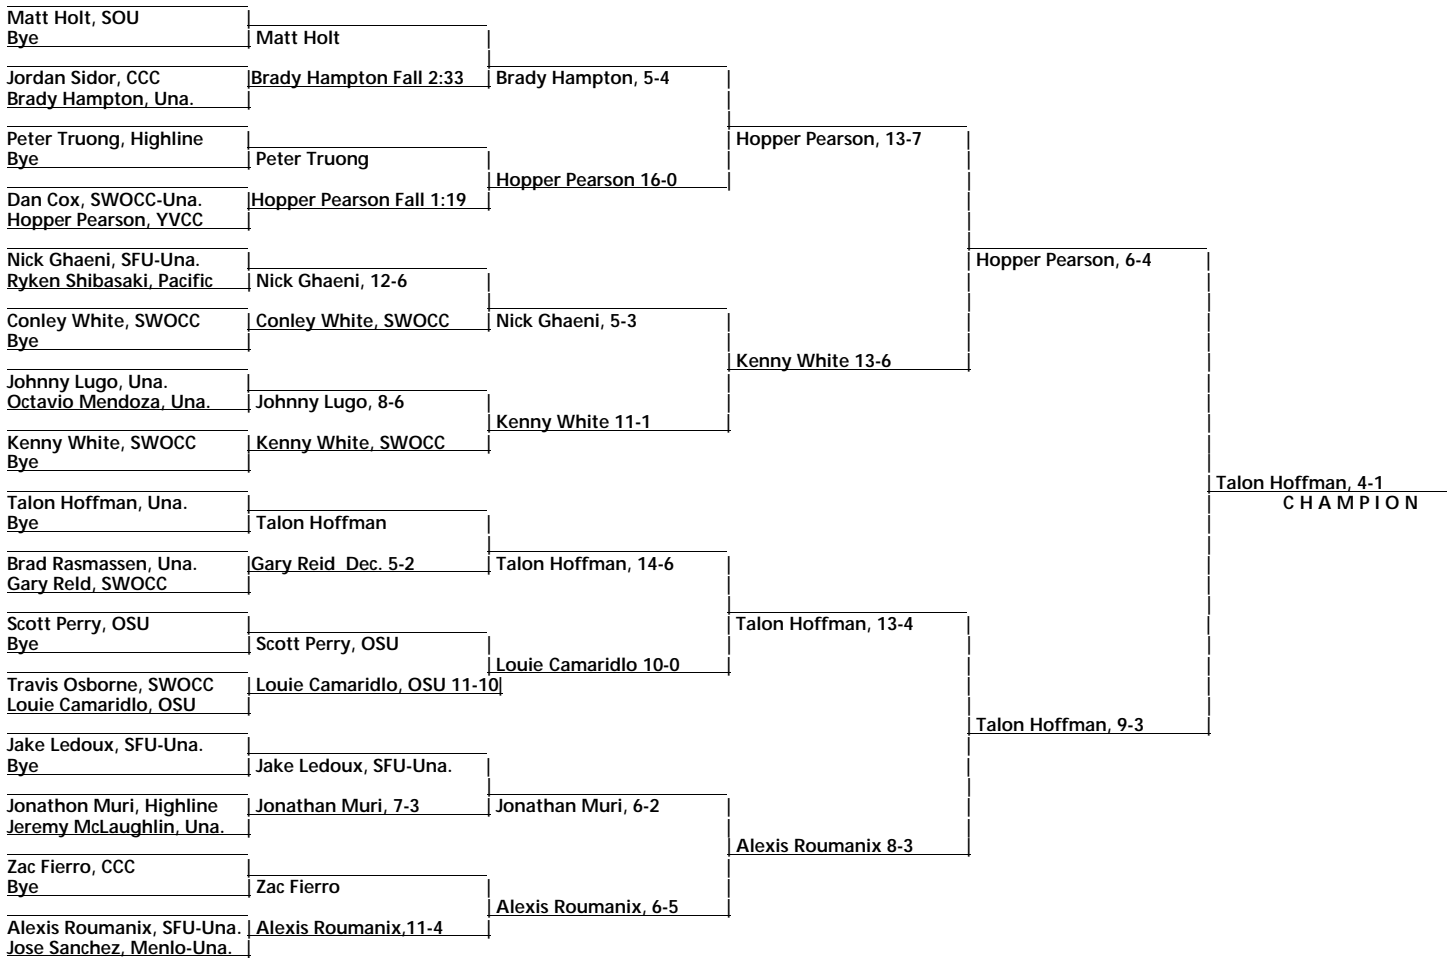 Matt Holt, SOU
Bye
Matt Holt
Jordan Sidor, CCC
Brady Hampton Fall 2:33
Brady Hampton, 5-4
Brady Hampton, Una.
Peter Truong, Highline
Hopper Pearson, 13-7
Bye
Peter Truong
Hopper Pearson 16-0
Dan Cox, SWOCC-Una.
Hopper Pearson Fall 1:19
Hopper Pearson, YVCC
Nick Ghaeni, SFU-Una.
Hopper Pearson, 6-4
Ryken Shibasaki, Pacific
Nick Ghaeni, 12-6
Conley White, SWOCC
Conley White, SWOCC
Nick Ghaeni, 5-3
Bye
Kenny White 13-6
Johnny Lugo, Una.
Octavio Mendoza, Una.
Johnny Lugo, 8-6
Kenny White 11-1
Kenny White, SWOCC
Kenny White, SWOCC
Bye
Talon Hoffman, 4-1
Talon Hoffman, Una.
CHAMPION
Bye
Talon Hoffman
Brad Rasmassen, Una.
Gary Reid Dec. 5-2
Talon Hoffman, 14-6
Gary Reld, SWOCC
Scott Perry, OSU
Talon Hoffman, 13-4
Bye
Scott Perry, OSU
Louie Camaridlo 10-0
Travis Osborne, SWOCC
Louie Camaridlo, OSU 11-10
Louie Camaridlo, OSU
Talon Hoffman, 9-3
Jake Ledoux, SFU-Una.
Bye
Jake Ledoux, SFU-Una.
Jonathon Muri, Highline
Jonathan Muri, 7-3
Jonathan Muri, 6-2
Jeremy McLaughlin, Una.
Alexis Roumanix 8-3
Zac Fierro, CCC
Bye
Zac Fierro
Alexis Roumanix, 6-5
Alexis Roumanix, SFU-Una.
Alexis Roumanix,11-4
Jose Sanchez, Menlo-Una.